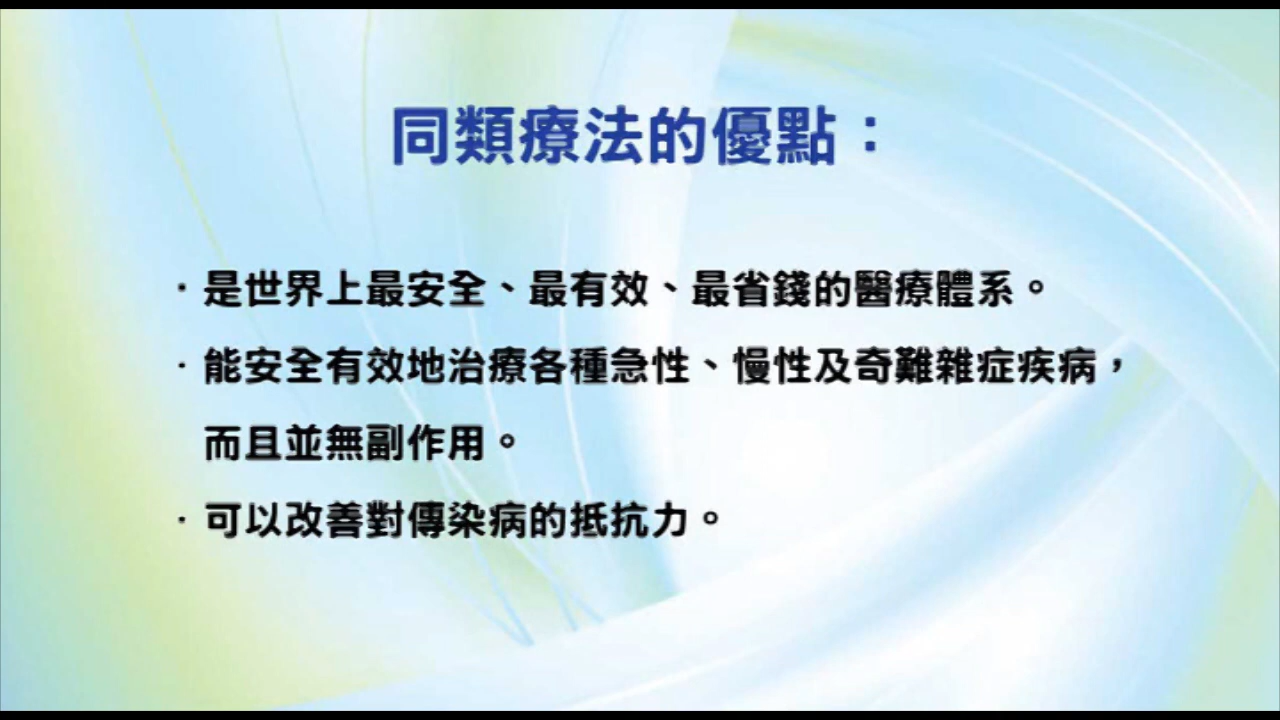 同類療法的優點：
·是世界上最安全、最有效、最省錢的醫療體系。
·能安全有效地治療各種急性、慢性及奇難雜症疾病，
而且並無副作用。
·可以改善對傳染病的抵抗力。